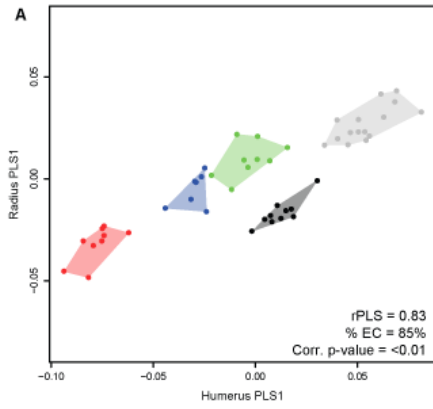 A
0.05
0.00
−0.05
Radius PLS1
rPLS = 0.83
% EC = 85%
Corr. p-value = <0.01
−0.10
−0.05
0.00
0.05
Humerus PLS1